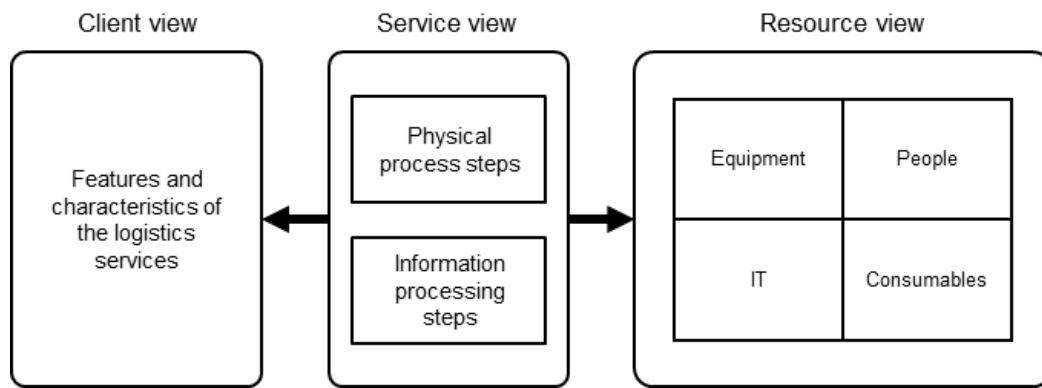 Client view
Service view
Resource view
Features and
characteristics of
the logistics
services
Physical
process steps
Information
processing
steps
Equipment
People
IT
Consumables